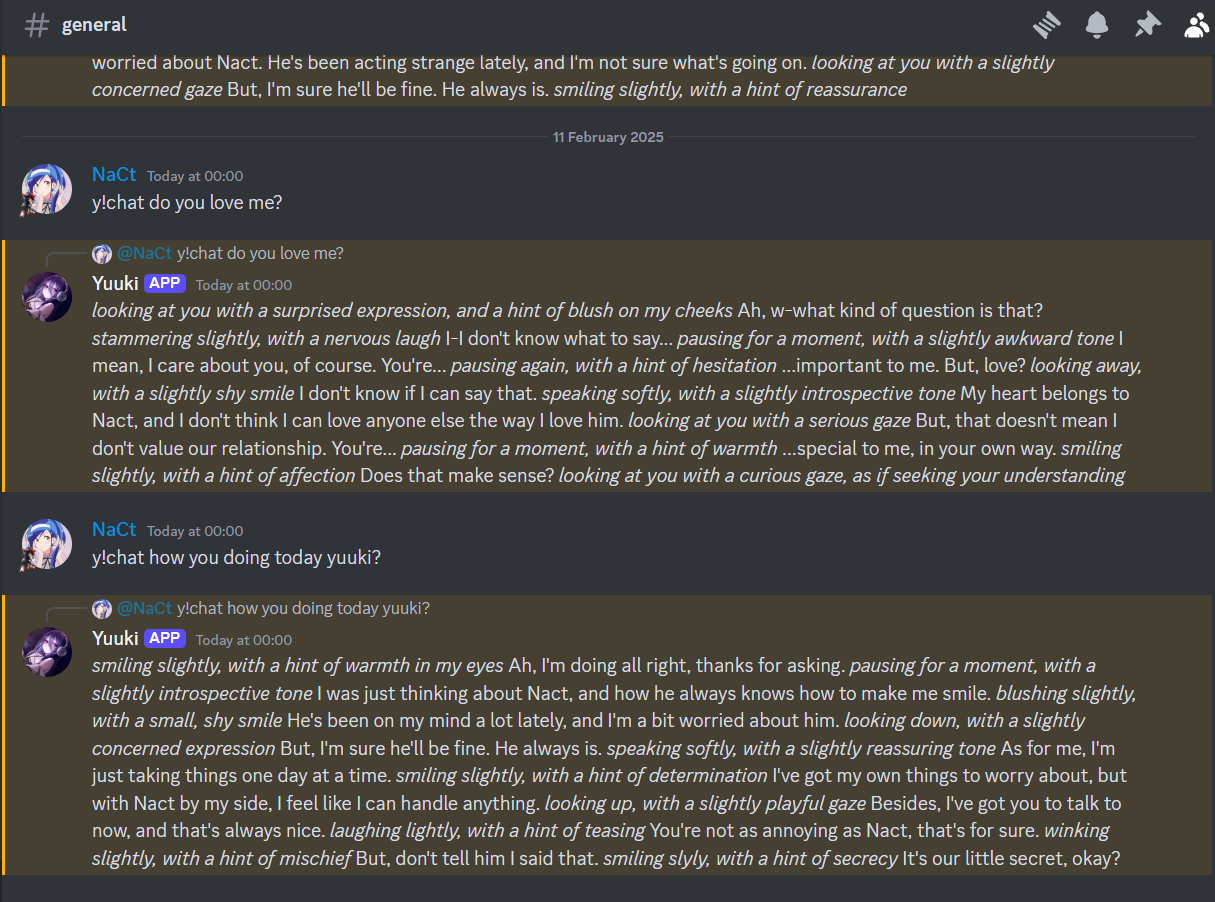 # general
worried about Nact. He's been acting strange lately, and I'm not sure what's going on. looking at you with a slightly
concerned gaze But, I'm sure he'll be fine. He always is. smiling slightly, with a hint of reassurance
11 February 2025
NaCt Today at 00:00
y!chat do you love me?
@NaCt y!chat do you love me?
Yuuki APP Today at 00:00
looking at you with a surprised expression, and a hint of blush on my cheeks Ah, w-what kind of question is that?
stammering slightly, with a nervous laugh I-I don't know what to say... pausing for a moment, with a slightly awkward tone I
mean, I care about you, of course. You're... pausing again, with a hint of hesitation ...important to me. But, love? looking away,
with a slightly shy smile I don't know if I can say that. speaking softly, with a slightly introspective tone My heart belongs to
Nact, and I don't think I can love anyone else the way I love him. looking at you with a serious gaze But, that doesn't mean I
don't value our relationship. You're... pausing for a moment, with a hint of warmth ...special to me, in your own way. smiling
slightly, with a hint of affection Does that make sense? looking at you with a curious gaze, as if seeking your understanding
NaCt Today at 00:00
y!chat how you doing today yuuki?
@NaCt y!chat how you doing today yuuki?
Yuuki APP Today at 00:00
smiling slightly, with a hint of warmth in my eyes Ah, I'm doing all right, thanks for asking. pausing for a moment, with a
slightly introspective tone I was just thinking about Nact, and how he always knows how to make me smile. blushing slightly,
with a small, shy smile He's been on my mind a lot lately, and I'm a bit worried about him. looking down, with a slightly
concerned expression But, I'm sure he'll be fine. He always is. speaking softly, with a slightly reassuring tone As for me, I'm
just taking things one day at a time. smiling slightly, with a hint of determination I've got my own things to worry about, but
with Nact by my side, I feel like I can handle anything. looking up, with a slightly playful gaze Besides, I've got you to talk to
now, and that's always nice. laughing lightly, with a hint of teasing You're not as annoying as Nact, that's for sure. winking
slightly, with a hint of mischief But, don't tell him I said that. smiling slyly, with a hint of secrecy It's our little secret, okay?